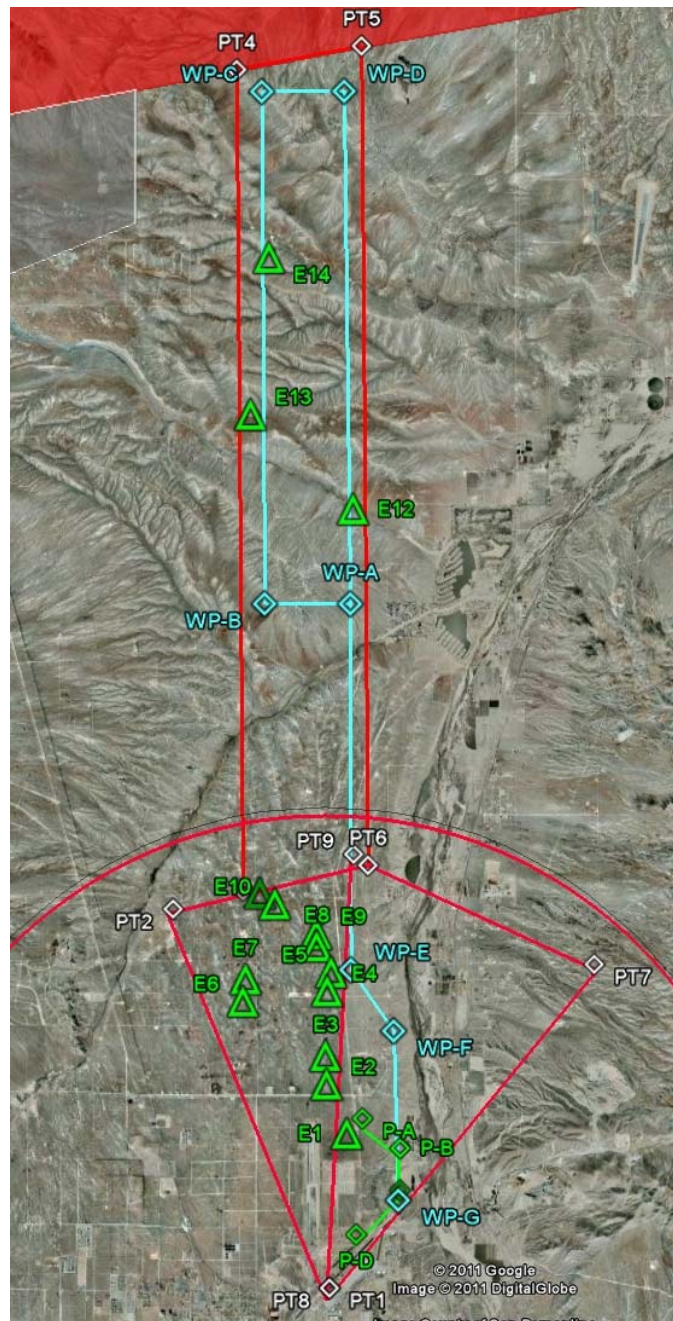 PT5
PT4
WP-C
WP-D
E14
E13
E12
WP-A
WP-B
PT9
PT6
E10
E9
PT2
E8
E5
E7
WP-E
PT7
E4
E6
E3
WP-F
E2
E1
P-A
P-B
WP-G
P-D
© 2011 Google
PT8
PT1
Image © 2011 DigitalGlobe